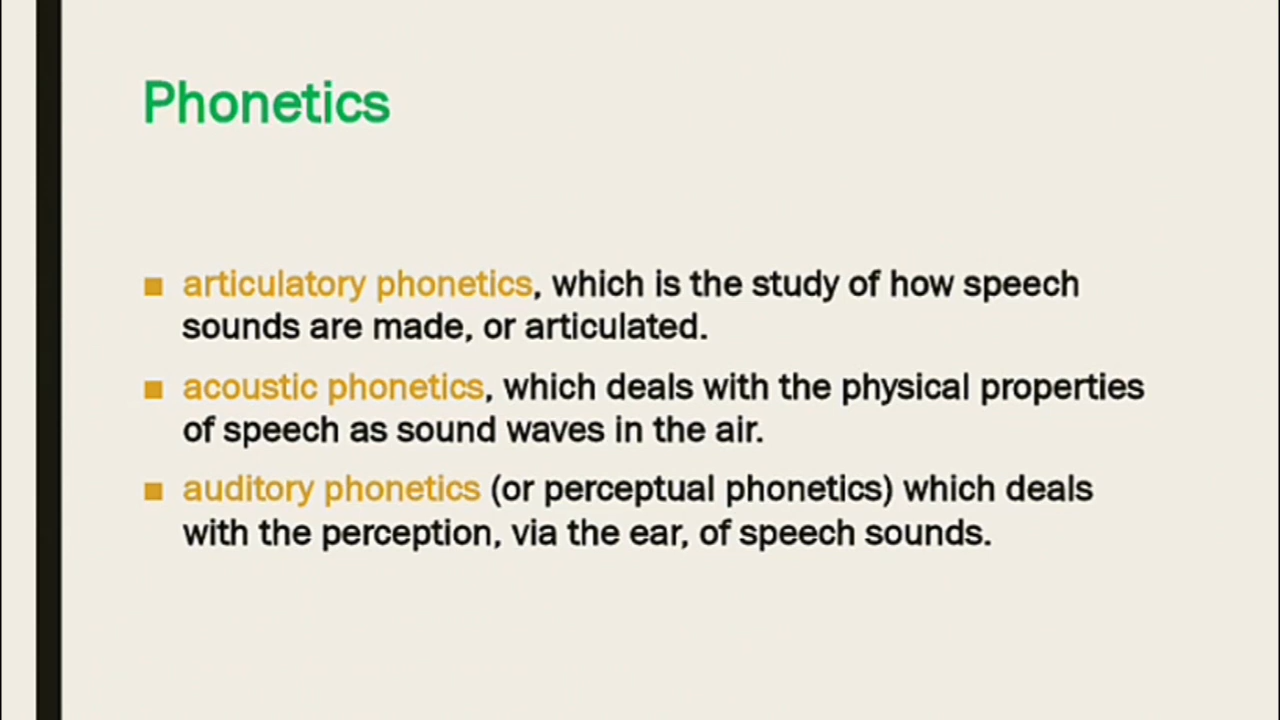 Phonetics
articulatory phonetics, which is the study of how speech
sounds are made, or articulated.
acoustic phonetics, which deals with the physical properties
of speech as sound waves in the air.
auditory phonetics (or perceptual phonetics) which deals
with the perception, via the ear, of speech sounds.